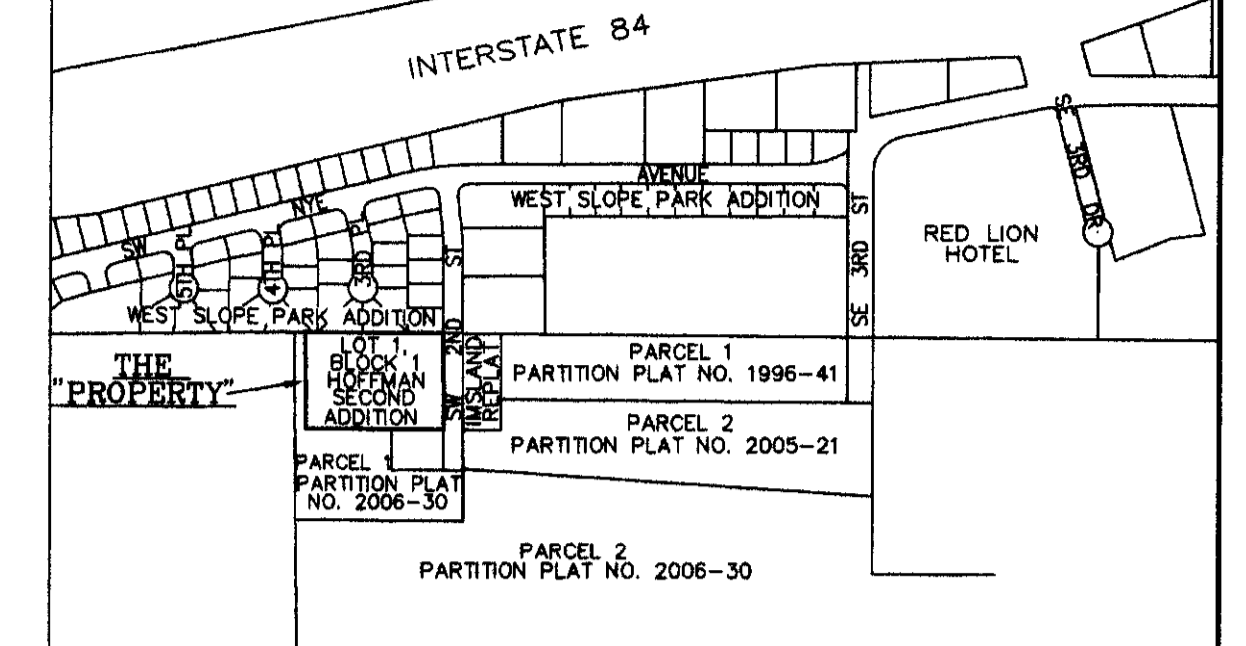 INTERSTATE 84
SE 3RD DR
SW NYE AVENUE
WEST SLOPE PARK ADDITION
5TH PL
4TH PL
3RD PL
SW 2ND ST
SE 3RD ST
RED LION
HOTEL
WEST SLOPE PARK ADDITION
THE
"PROPERTY"
LOT 1,
BLOCK 1
HOFFMAN
SECOND
ADDITION
IMSLAND
REPLAT
PARCEL 1
PARTITION PLAT NO. 1996-41
PARCEL 2
PARTITION PLAT NO. 2005-21
PARCEL 1
PARTITION PLAT
NO. 2006-30
PARCEL 2
PARTITION PLAT NO. 2006-30